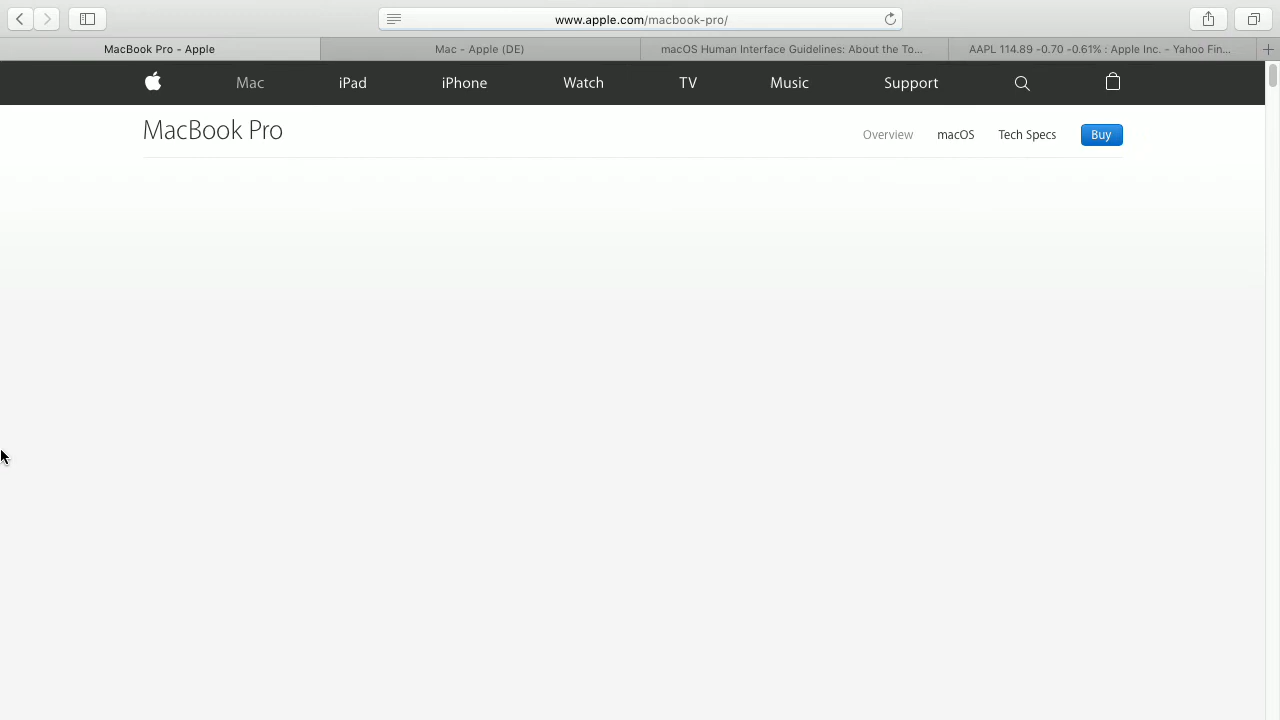 www.apple.com/macbook-pro/
MacBook Pro - Apple
Mac - Apple (DE)
macOS Human Interface Guidelines: About the To...
AAPL 114.89 -0.70 -0.61% : Apple Inc. - Yahoo Fin...
Mac
iPad
iPhone
Watch
TV
Music
Support
MacBook Pro
Overview
macOS
Tech Specs
Buy